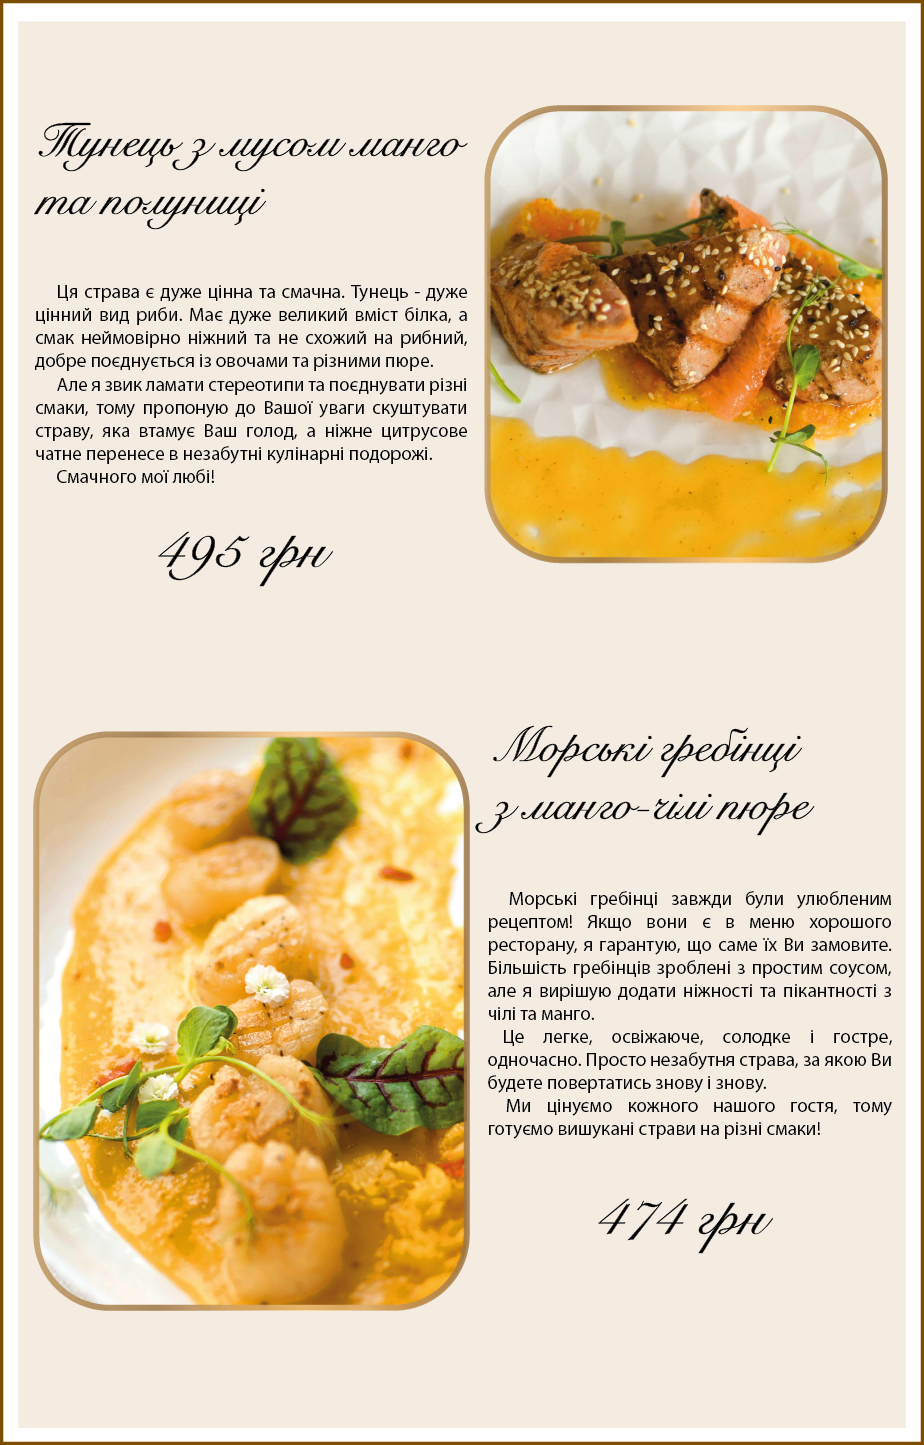 Тунець з мусом манго
та полуниці
Ця страва є дуже цінна та смачна. Тунець - дуже
цінний вид риби. Має дуже великий вміст білка, а
смак неймовірно ніжний та не схожий на рибний,
добре поєднується із овочами та різними пюре.
Але я звик ламати стереотипи та поєднувати різні
смаки, тому пропоную до Вашої уваги скуштувати
страву, яка втамує Ваш голод, а ніжне цитрусове
чатне перенесе в незабутні кулінарні подорожі.
Смачного мої любі!
495 грн
Морські гребінці
з манго-чілі пюре
Морські гребінці завжди були улюбленим
рецептом! Якщо вони є в меню хорошого
ресторану, я гарантую, що саме їх Ви замовите.
Більшість гребінців зроблені з простим соусом,
але я вирішую додати ніжності та пікантності з
чілі та манго.
Це легке, освіжаюче, солодке і гостре,
одночасно. Просто незабутня страва, за якою Ви
будете повертатись знову і знову.
Ми цінуємо кожного нашого гостя, тому
готуємо вишукані страви на різні смаки!
474 грн